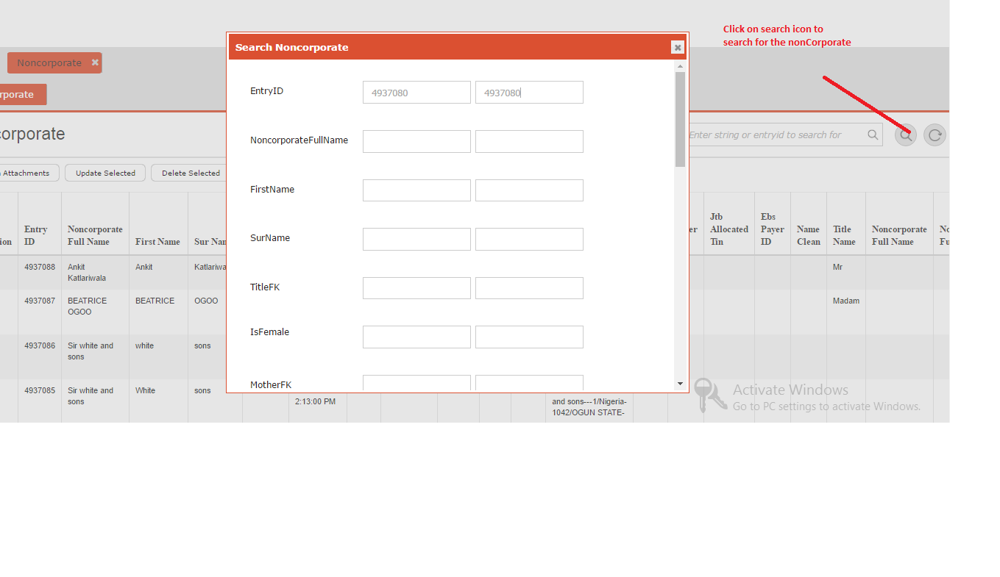 Click on search icon to
search for the nonCorporate
Search Noncorporate
Noncorporate
rporate
corporate
EntryID 4937080 4937080
NoncorporateFullName
FirstName
SurName
TitleFK
IsFemale
MotherFK
Enter string or entryid to search for
Attachments Update Selected Delete Selected
ion
Entry
ID
Noncorporate
Full Name
First Name
Sur Nam
er
Jtb
Allocated
Tin
Ebs
Payer
ID
Name
Clean
Title
Name
Noncorporate
Full Name
No
Fu
4937088
Ankit
Katlariwala
Ankit
Katlariwa
Mr
4937087
BEATRICE
OGOO
BEATRICE
OGOO
Madam
4937086
Sir white and
sons
white
sons
4937085
Sir white and
sons
White
sons
2:13:00 PM
and sons---1/Nigeria-
1042/OGUN STATE-
Activate Windows
Go to PC settings to activate Windows.